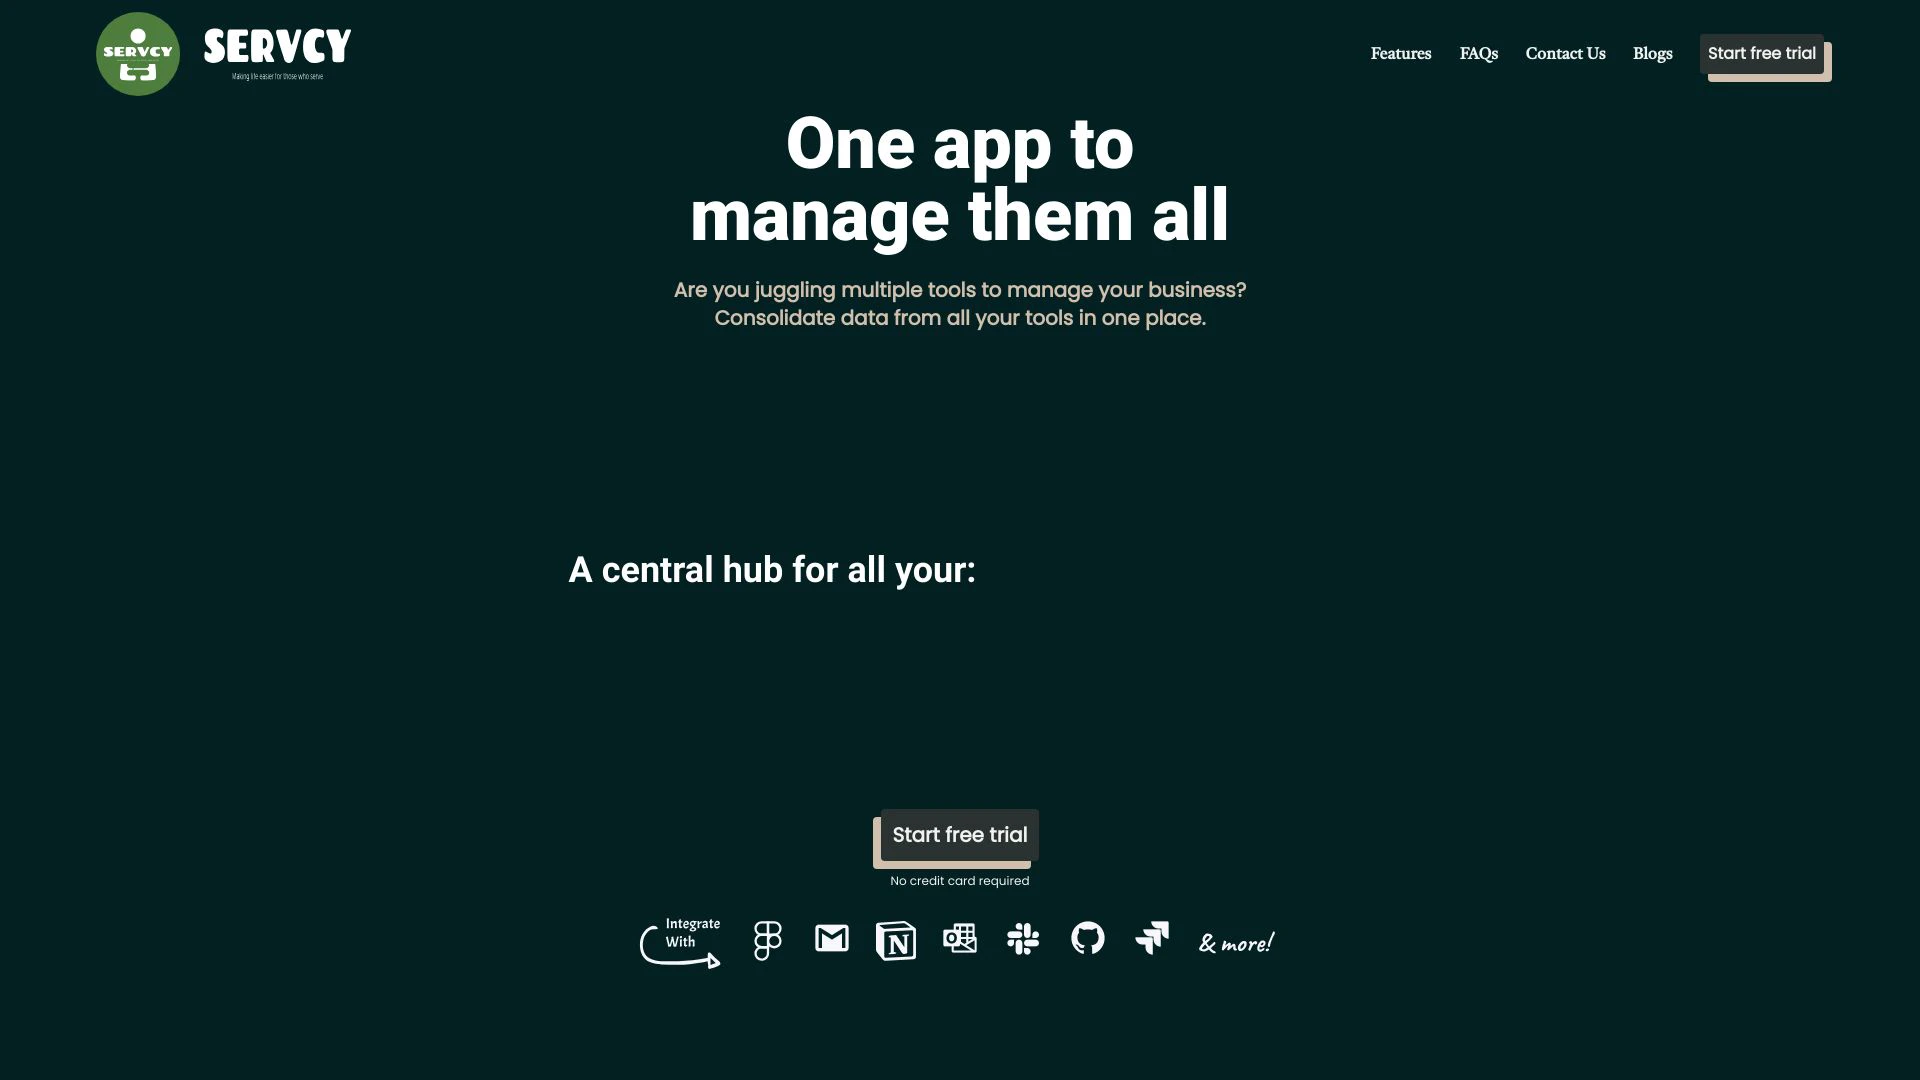 SERVCY
SERVCY
Making life easier for those who serve
Features
FAQs
Contact Us
Blogs
Start free trial
One app to
manage them all
Are you juggling multiple tools to manage your business?
Consolidate data from all your tools in one place.
A central hub for all your:
Start free trial
No credit card required
Integrate
With
N
O
& more!